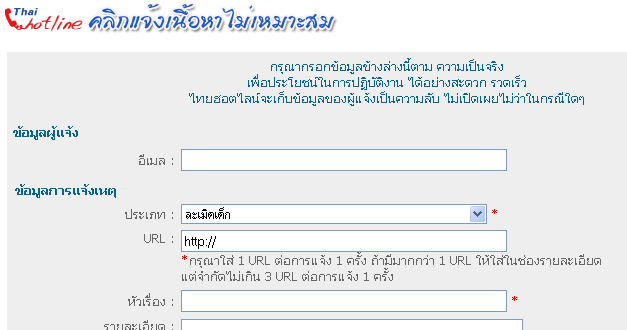 Thai hotline คลิกแจ้งเนื้อหาไม่เหมาะสม
กรุณากรอกข้อมูลข้างล่างนี้ตาม ความเป็นจริง
เพื่อประโยชน์ในการปฏิบัติงาน ได้อย่างสะดวก รวดเร็ว
ไทยฮอตไลน์จะเก็บข้อมูลของผู้แจ้งเป็นความลับ ไม่เปิดเผยไม่ว่าในกรณีใดๆ
ข้อมูลผู้แจ้ง
อีเมล :
ข้อมูลการแจ้งเหตุ
ประเภท : ละเมิดเด็ก *
URL : http://
*กรุณาใส่ 1 URL ต่อการแจ้ง 1 ครั้ง ถ้ามีมากกว่า 1 URL ให้ใส่ในช่องรายละเอียด
แต่จำกัดไม่เกิน 3 URL ต่อการแจ้ง 1 ครั้ง
หัวเรื่อง : *
รายละเอียด :